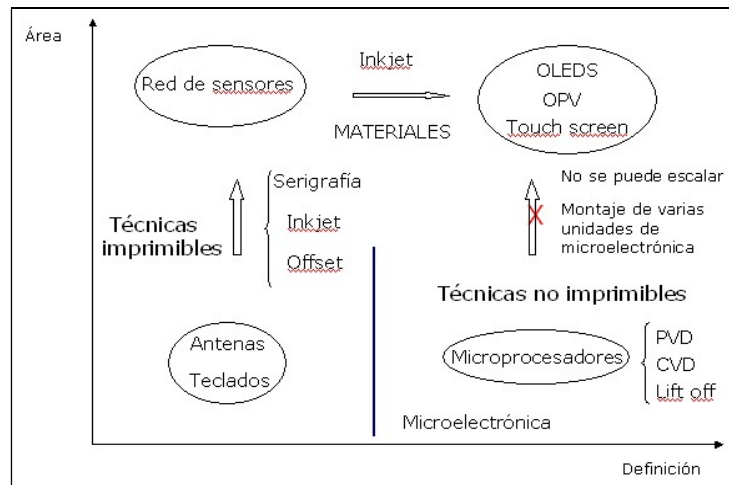 Área
Red de sensores
Inkjet
MATERIALES
OLEDS
OPV
Touch screen
Técnicas
imprimibles
Serigrafía
Inkjet
Offset
No se puede escalar
Montaje de varias
unidades de
microelectrónica
Técnicas no imprimibles
Antenas
Teclados
Microprocesadores
PVD
CVD
Lift off
Microelectrónica
Definición